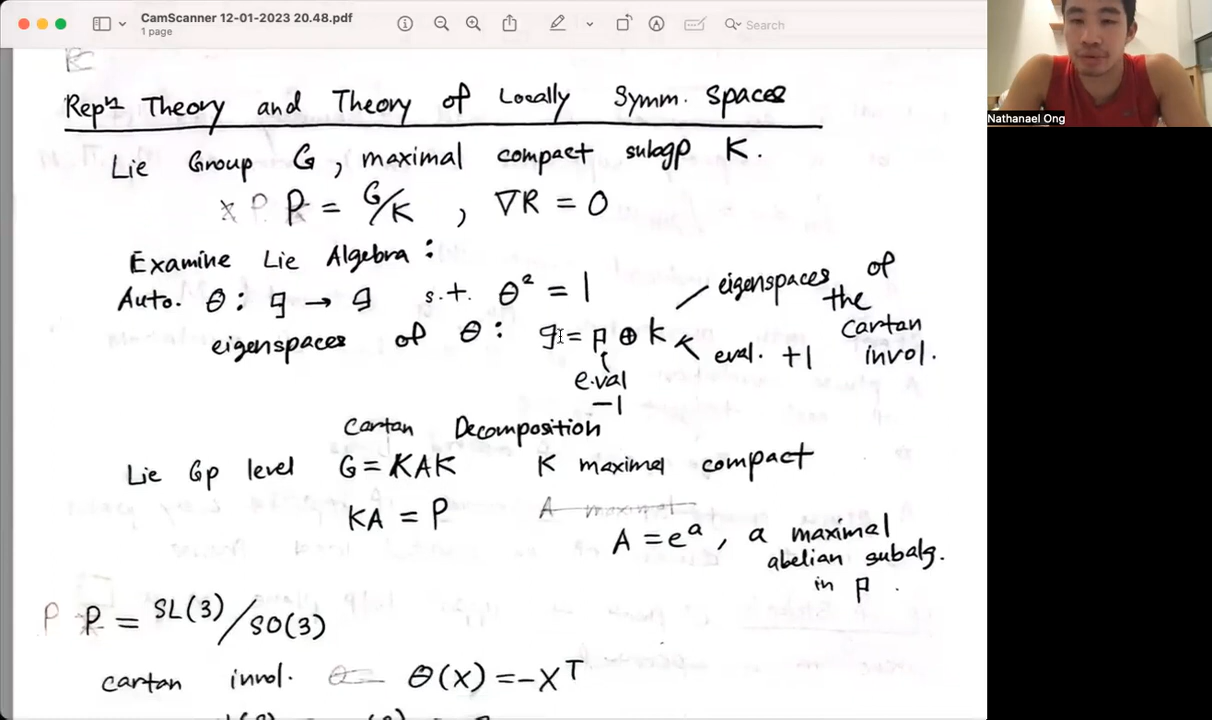 CamScanner 12-01-2023 20.48.pdf
1 page
Search
Nathanael Ong
Repⁿ Theory and Theory of Locally Symm. Spaces
Lie Group G, maximal compact subgp K.
P = G/K, ∇R = 0
Examine Lie Algebra:
Auto. θ: g → g s.t. θ² = 1
eigenspaces of the Cartan invol.
eigenspaces of θ: g = p ⊕ k
eval. +1
e.val -1
Cartan Decomposition
Lie Gp level G = KAK K maximal compact
KA = P A maximal
A = e^a, a maximal
abelian subalg.
in p.
P = SL(3)/SO(3)
cartan invol. θ(X) = -X^T